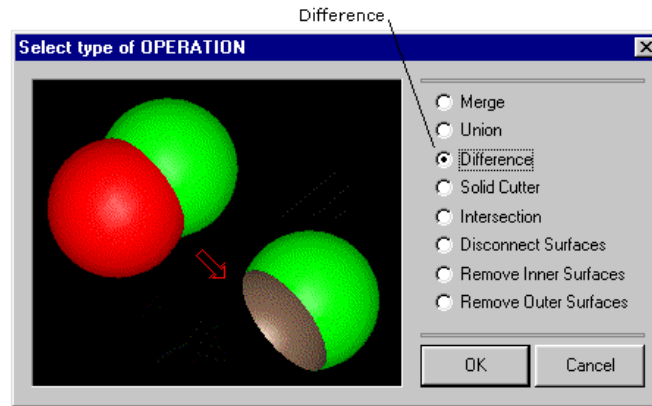 Difference
Select type of OPERATION
Merge
Union
Difference
Solid Cutter
Intersection
Disconnect Surfaces
Remove Inner Surfaces
Remove Outer Surfaces
OK Cancel